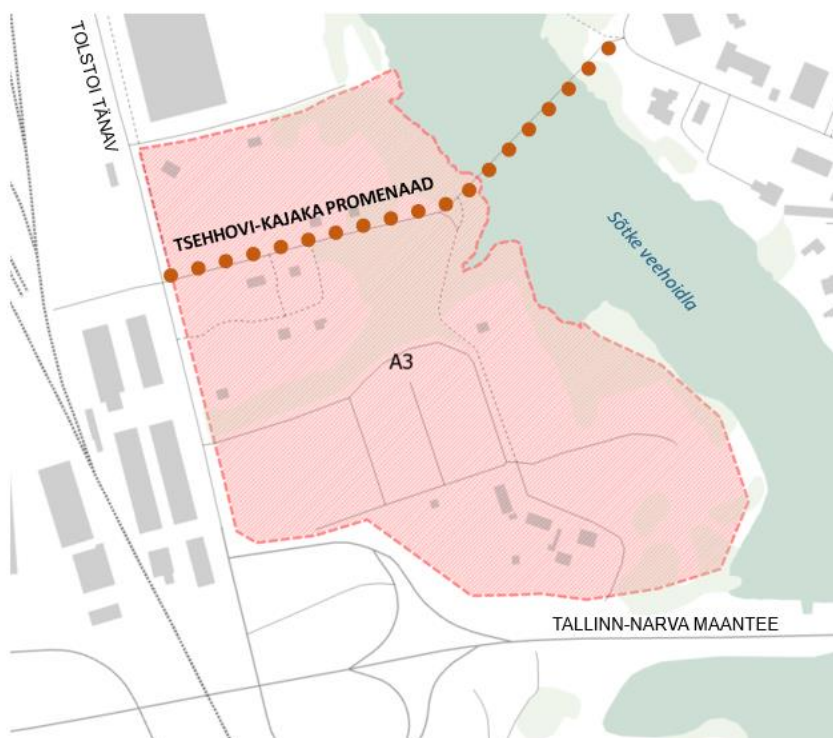 TOLSTOI TÄNAV
TSEHHOVI-KAJAKA PROMENAAD
Sõtke veehoidla
A3
TALLINN-NARVA MAANTEE